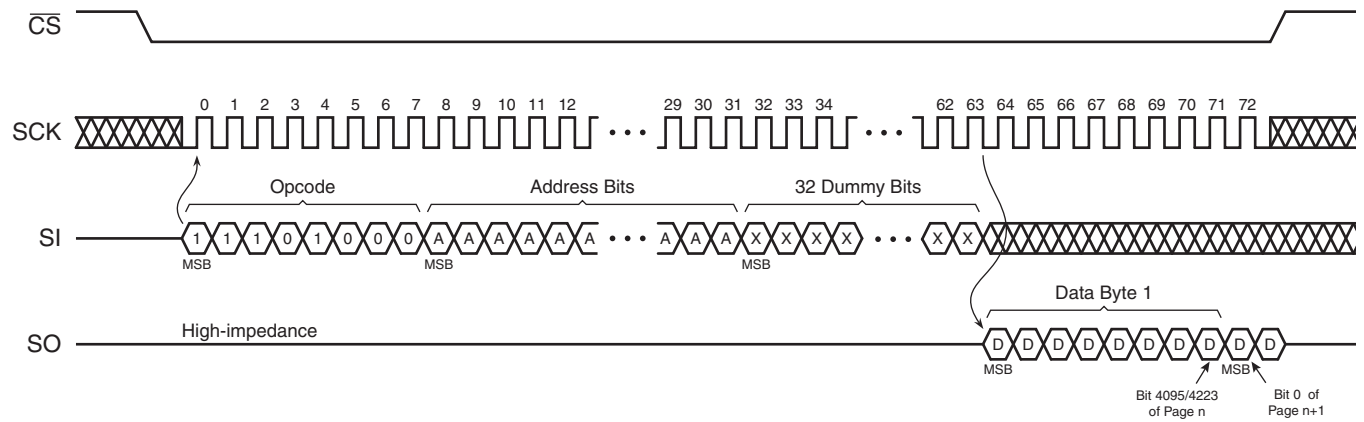 CS
0 1 2 3 4 5 6 7 8 9 10 11 12 29 30 31 32 33 34 62 63 64 65 66 67 68 69 70 71 72
SCK
Opcode Address Bits 32 Dummy Bits
SI 1 1 1 0 1 0 0 0 A A A A A A A A A X X X X X X
MSB MSB MSB
Data Byte 1
High-impedance
SO D D D D D D D D D D
MSB MSB
Bit 4095/4223 Bit 0 of
of Page n Page n+1